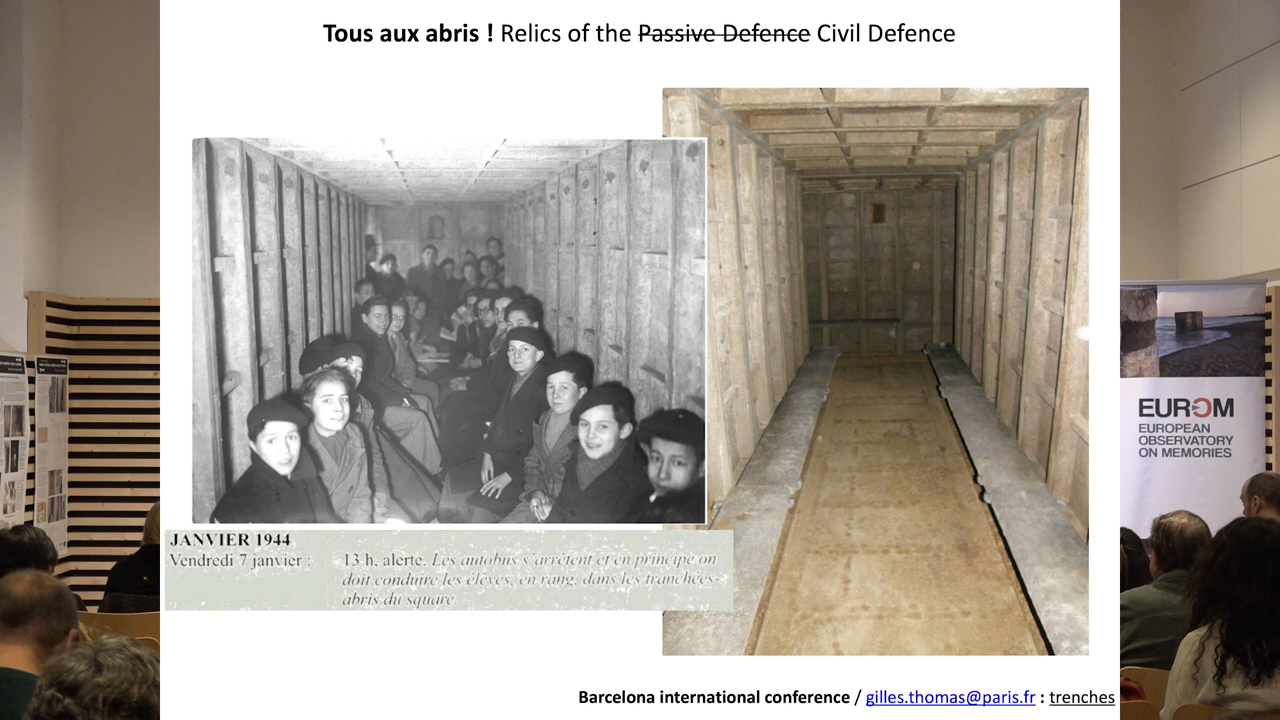 Tous aux abris ! Relics of the Passive Defence Civil Defence
JANVIER 1944
Vendredi 7 janvier : 13 h, alerte. Les autobus s'arrêtent et en principe on
doit conduire les élèves, en rang, dans les tranchées-
abris du square.
EUROM
EUROPEAN
OBSERVATORY
ON MEMORIES
Barcelona international conference / gilles.thomas@paris.fr : trenches